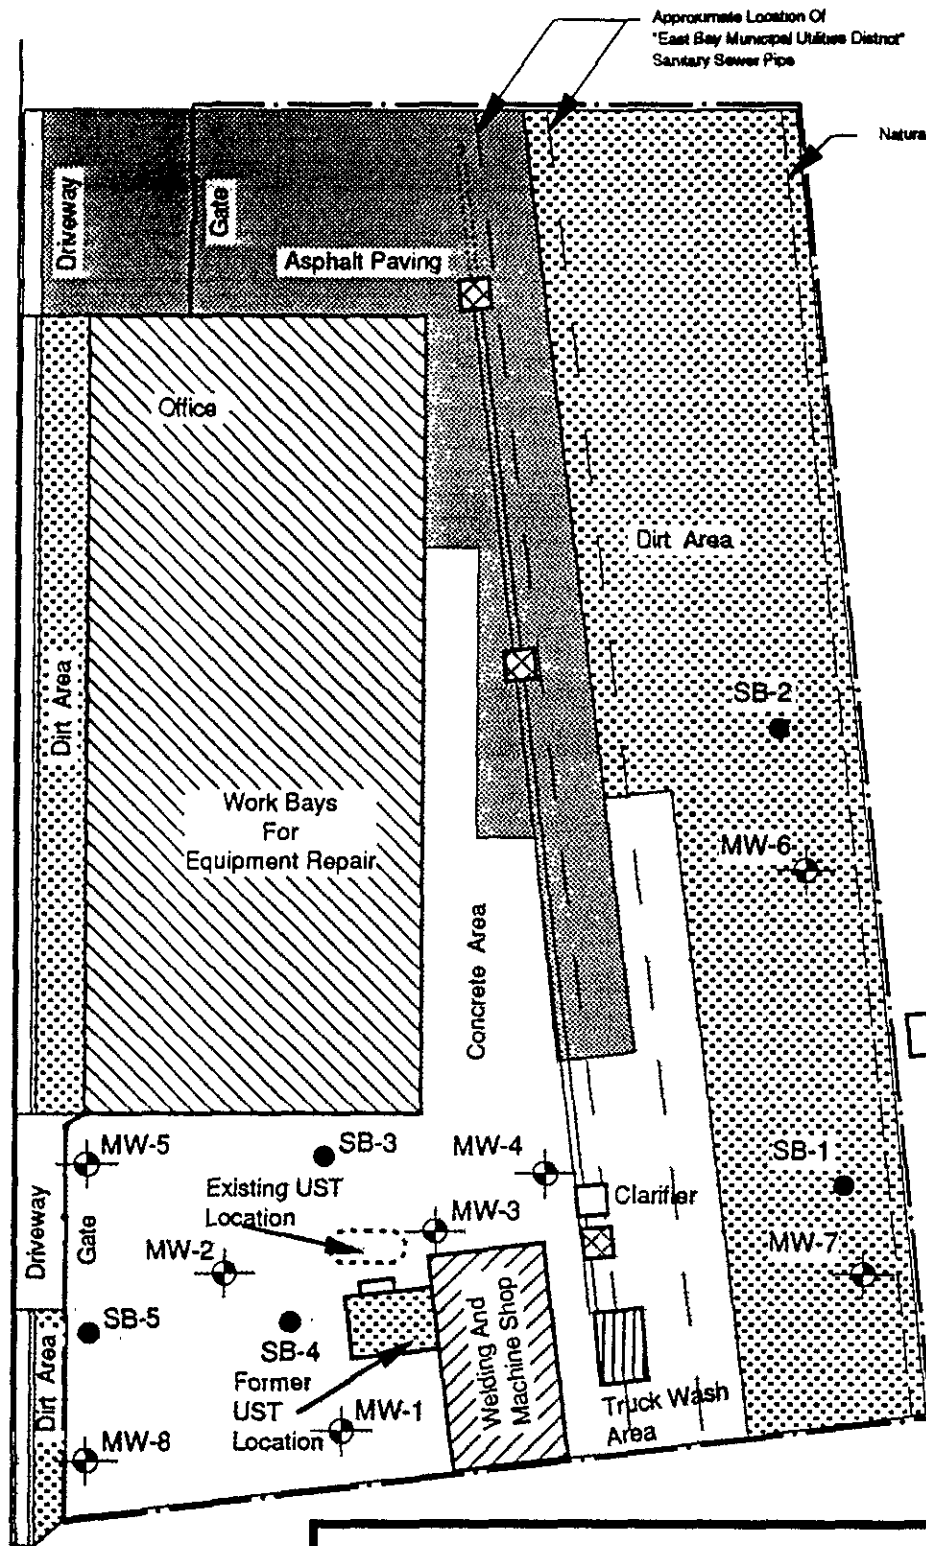 Approximate Location Of
"East Bay Municipal Utilities District"
Sanitary Sewer Pipe
Natura
Driveway
Gate
Asphalt Paving
Office
Dirt Area
Dirt Area
SB-2
Work Bays
For
Equipment Repair
MW-6
Concrete Area
MW-5
SB-3
MW-4
SB-1
Existing UST
Location
Clarifier
MW-3
Driveway
Gate
MW-2
MW-7
SB-5
SB-4
Welding And
Machine Shop
Former
UST
Location
MW-1
Dirt Area
Truck Wash
Area
MW-8